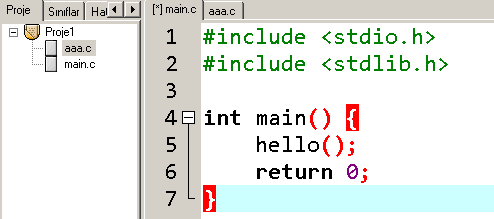 Proje Sınıflar
Proje1
aaa.c
main.c
[*] main.c aaa.c
1 #include <stdio.h>
2 #include <stdlib.h>
3
4 int main() {
5 hello();
6 return 0;
7 }